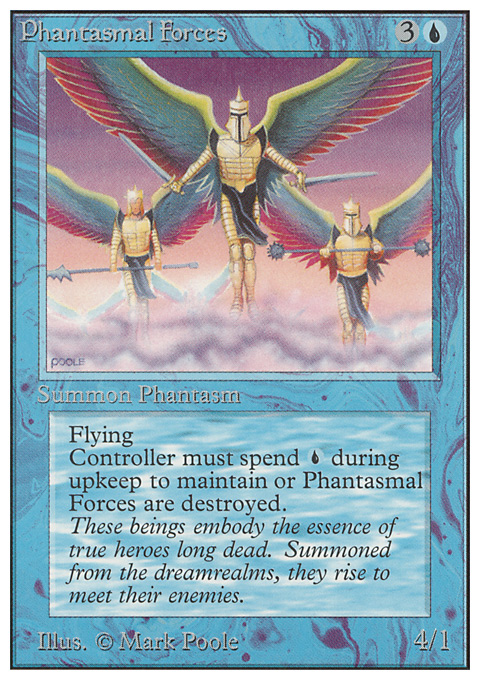 Phantasmal Forces 3
POOLE
Summon Phantasm
Flying
Controller must spend during
upkeep to maintain or Phantasmal
Forces are destroyed.
These beings embody the essence of
true heroes long dead. Summoned
from the dreamrealms, they rise to
meet their enemies.
Illus. © Mark Poole 4/1